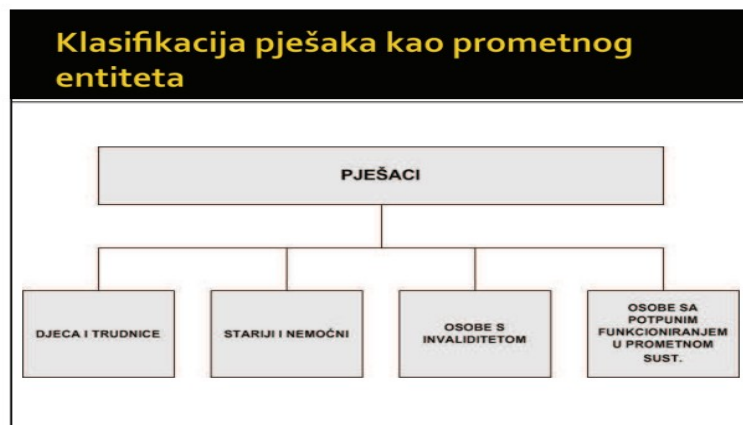 Klasifikacija pješaka kao prometnog
entiteta
PJEŠACI
DJECA I TRUDNICE
STARIJI I NEMOĆNI
OSOBE S
INVALIDITETOM
OSOBE SA
POTPUNIM
FUNKCIONIRANJEM
U PROMETNOM
SUST.